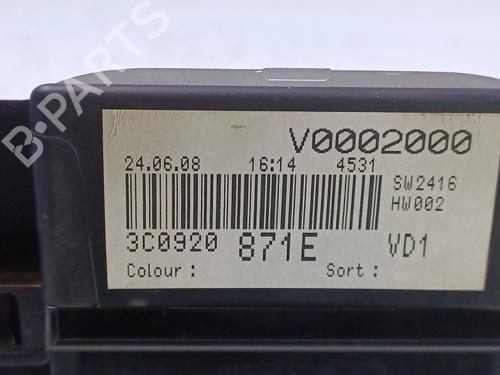 B-PARTS
V0002000
24.06.08 16:14 4531
SW2416
HW002
3C0920 871E VD1
Colour : Sort :